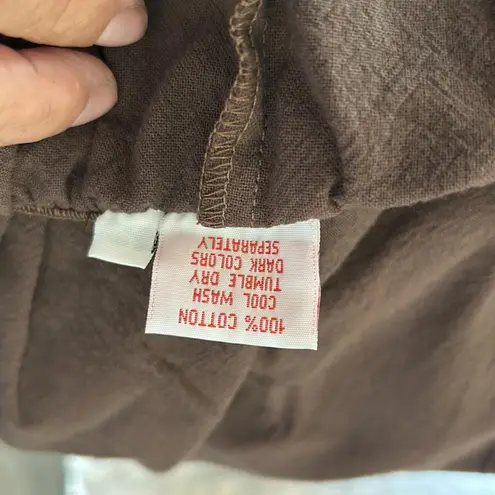 100% COTTON
COOL WASH
TUMBLE DRY
DARK COLORS
SEPARATELY